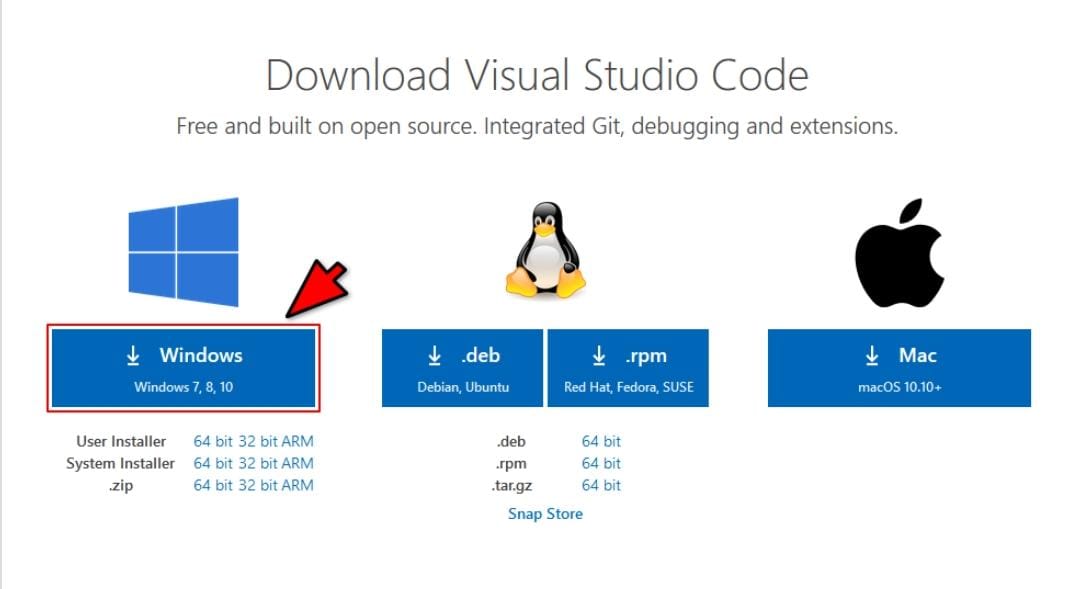 Download Visual Studio Code
Free and built on open source. Integrated Git, debugging and extensions.
Windows
Windows 7, 8, 10
.deb
Debian, Ubuntu
.rpm
Red Hat, Fedora, SUSE
Mac
macOS 10.10+
User Installer 64 bit 32 bit ARM
System Installer 64 bit 32 bit ARM
.zip 64 bit 32 bit ARM
.deb 64 bit
.rpm 64 bit
.tar.gz 64 bit
Snap Store